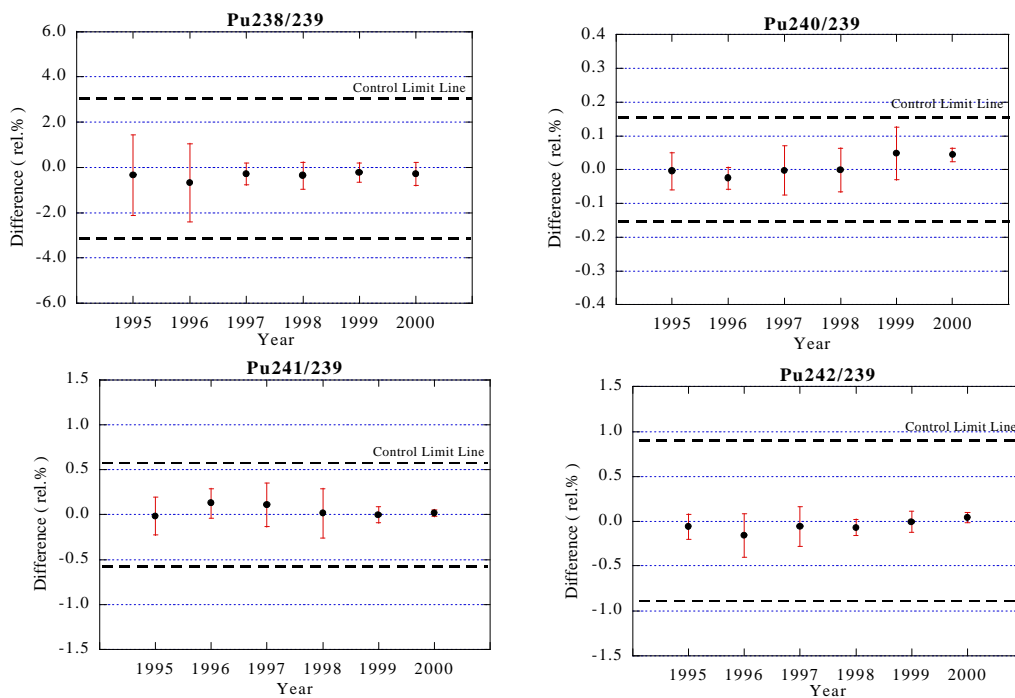 Pu238/239
6.0
4.0
2.0
0.0
-2.0
-4.0
-6.0
Difference ( rel.% )
Control Limit Line
1995 1996 1997 1998 1999 2000
Year
Pu240/239
0.4
0.3
0.2
0.1
0.0
-0.1
-0.2
-0.3
-0.4
Difference ( rel.% )
Control Limit Line
1995 1996 1997 1998 1999 2000
Year
Pu241/239
1.5
1.0
0.5
0.0
-0.5
-1.0
-1.5
Difference ( rel.% )
Control Limit Line
1995 1996 1997 1998 1999 2000
Year
Pu242/239
1.5
1.0
0.5
0.0
-0.5
-1.0
-1.5
Difference ( rel.% )
Control Limit Line
1995 1996 1997 1998 1999 2000
Year